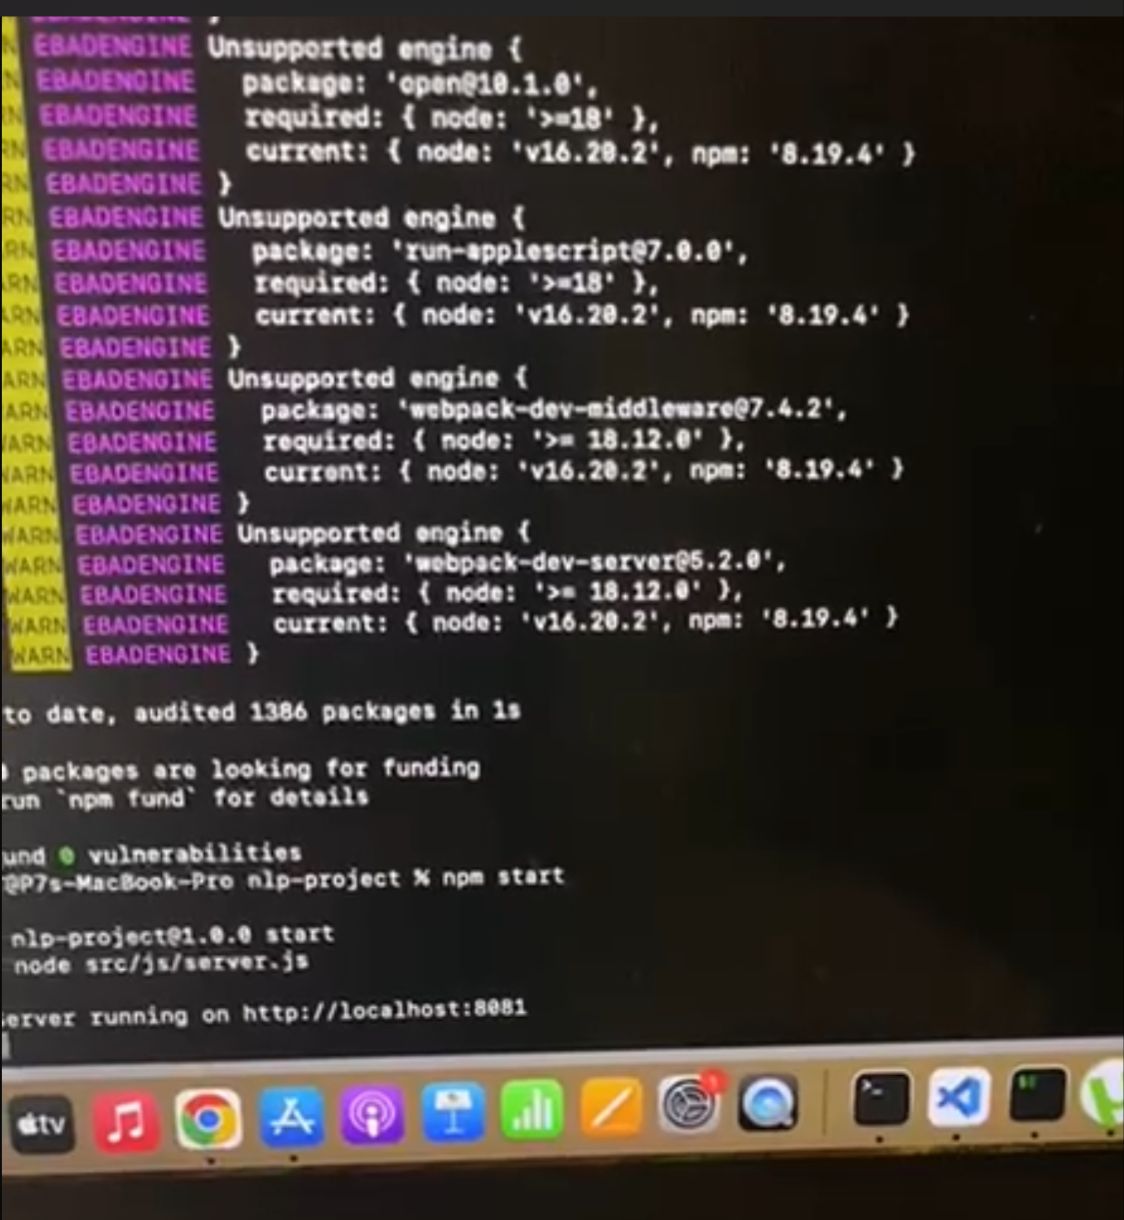 EBADENGINE }
EBADENGINE Unsupported engine {
EBADENGINE package: 'open@10.1.0',
EBADENGINE required: { node: '>=18' },
RN EBADENGINE current: { node: 'v16.20.2', npm: '8.19.4' }
RN EBADENGINE }
RN EBADENGINE Unsupported engine {
ARN EBADENGINE package: 'run-applescript@7.0.0',
ARN EBADENGINE required: { node: '>=18' },
ARN EBADENGINE current: { node: 'v16.20.2', npm: '8.19.4' }
ARN EBADENGINE }
ARN EBADENGINE Unsupported engine {
ARN EBADENGINE package: 'webpack-dev-middleware@7.4.2',
WARN EBADENGINE required: { node: '>= 18.12.0' },
WARN EBADENGINE current: { node: 'v16.20.2', npm: '8.19.4' }
WARN EBADENGINE }
WARN EBADENGINE Unsupported engine {
WARN EBADENGINE package: 'webpack-dev-server@5.2.0',
WARN EBADENGINE required: { node: '>= 18.12.0' },
WARN EBADENGINE current: { node: 'v16.20.2', npm: '8.19.4' }
WARN EBADENGINE }
to date, audited 1386 packages in 1s
packages are looking for funding
run `npm fund` for details
und 0 vulnerabilities
@P7s-MacBook-Pro nlp-project % npm start
nlp-project@1.0.0 start
node src/js/server.js
erver running on http://localhost:8081
tv
1